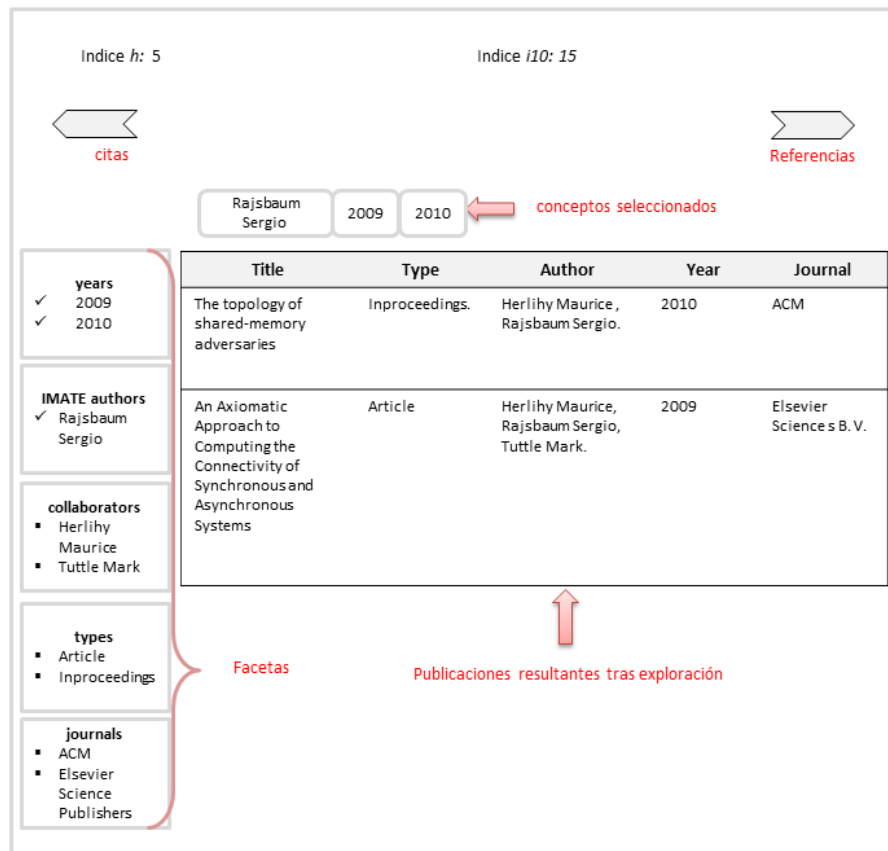 Indice h: 5
Indice i10: 15
citas
Referencias
Rajsbaum
Sergio
2009
2010
conceptos seleccionados
years
✓ 2009
✓ 2010
IMATE authors
✓ Rajsbaum
Sergio
collaborators
▪ Herlihy
Maurice
▪ Tuttle Mark
types
▪ Article
▪ Inproceedings
journals
▪ ACM
▪ Elsevier
Science
Publishers
Facetas
Title Type Author Year Journal
The topology of
shared-memory
adversaries
Inproceedings.
Herlihy Maurice ,
Rajsbaum Sergio.
2010
ACM
An Axiomatic
Approach to
Computing the
Connectivity of
Synchronous and
Asynchronous
Systems
Article
Herlihy Maurice,
Rajsbaum Sergio,
Tuttle Mark.
2009
Elsevier
Science s B. V.
Publicaciones resultantes tras exploración